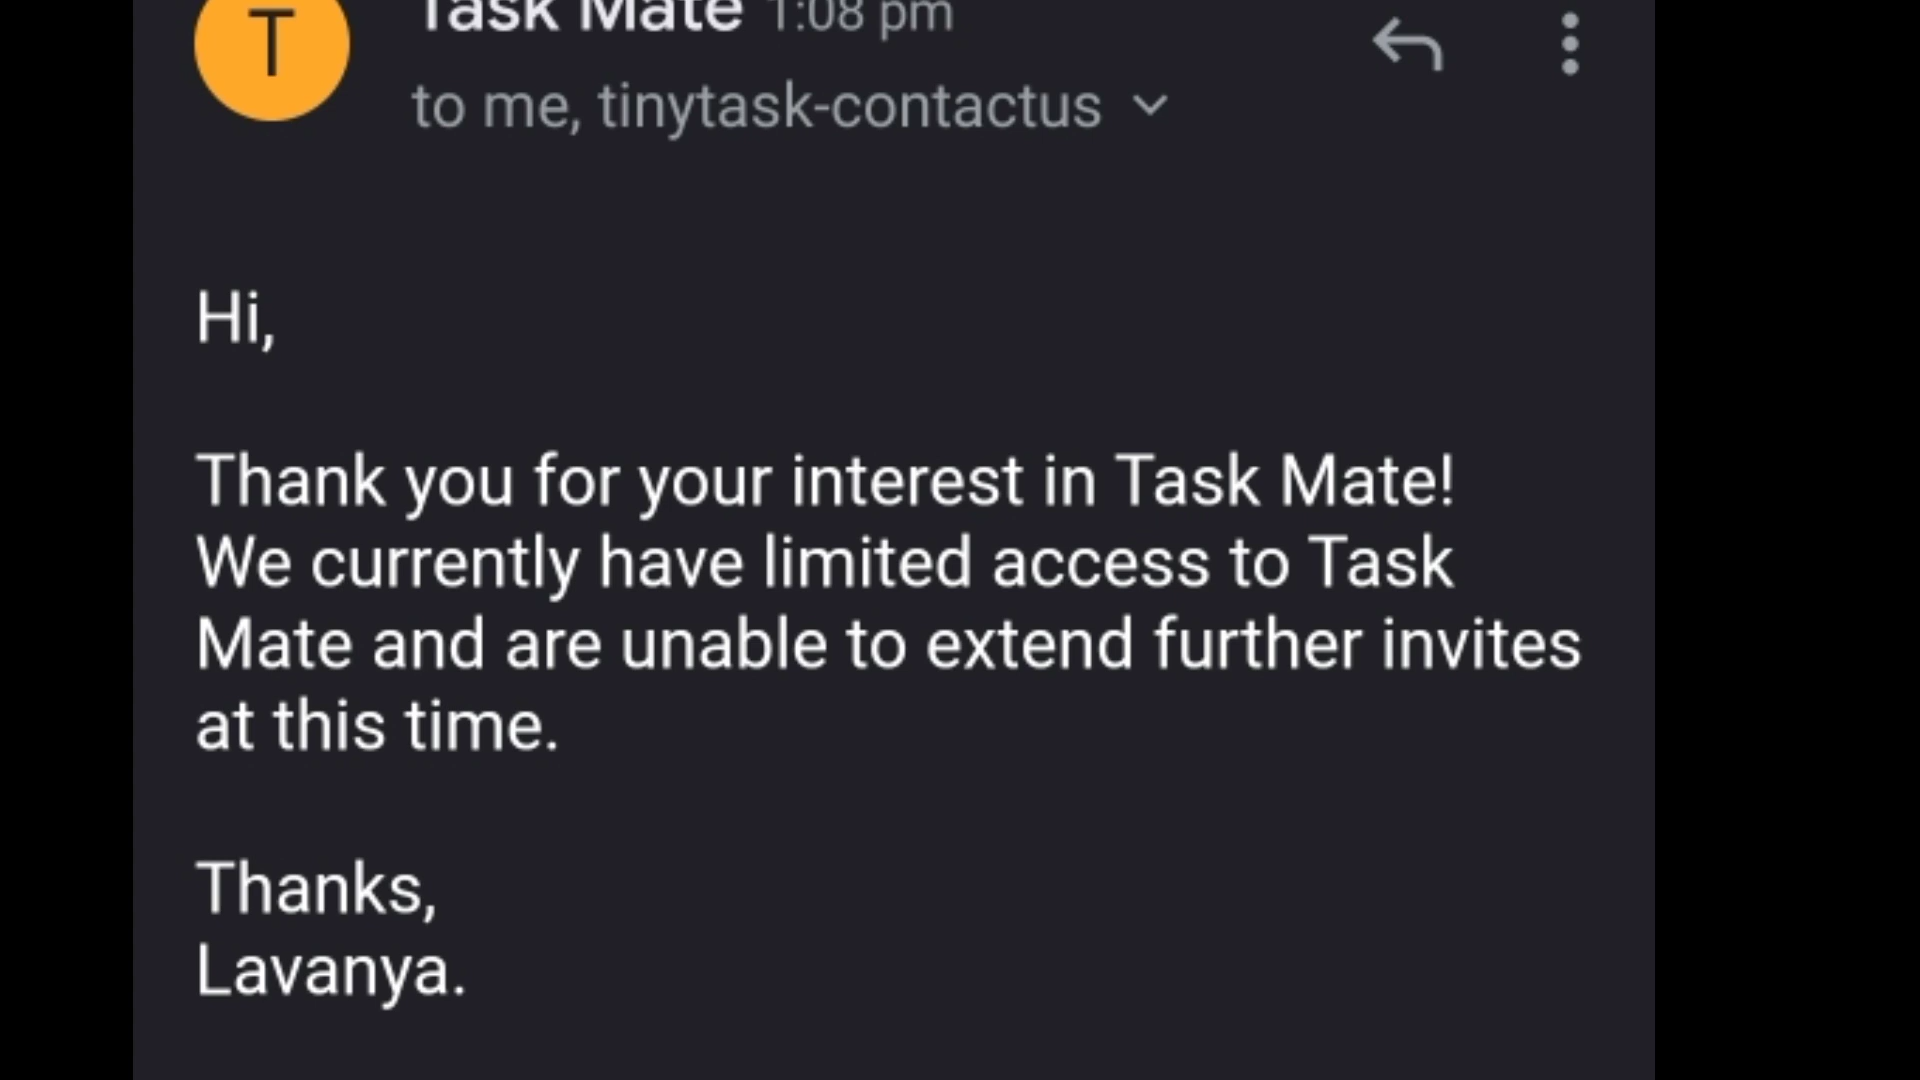 T
Task Mate 1:08 pm
to me, tinytask-contactus
Hi,
Thank you for your interest in Task Mate!
We currently have limited access to Task
Mate and are unable to extend further invites
at this time.
Thanks,
Lavanya.